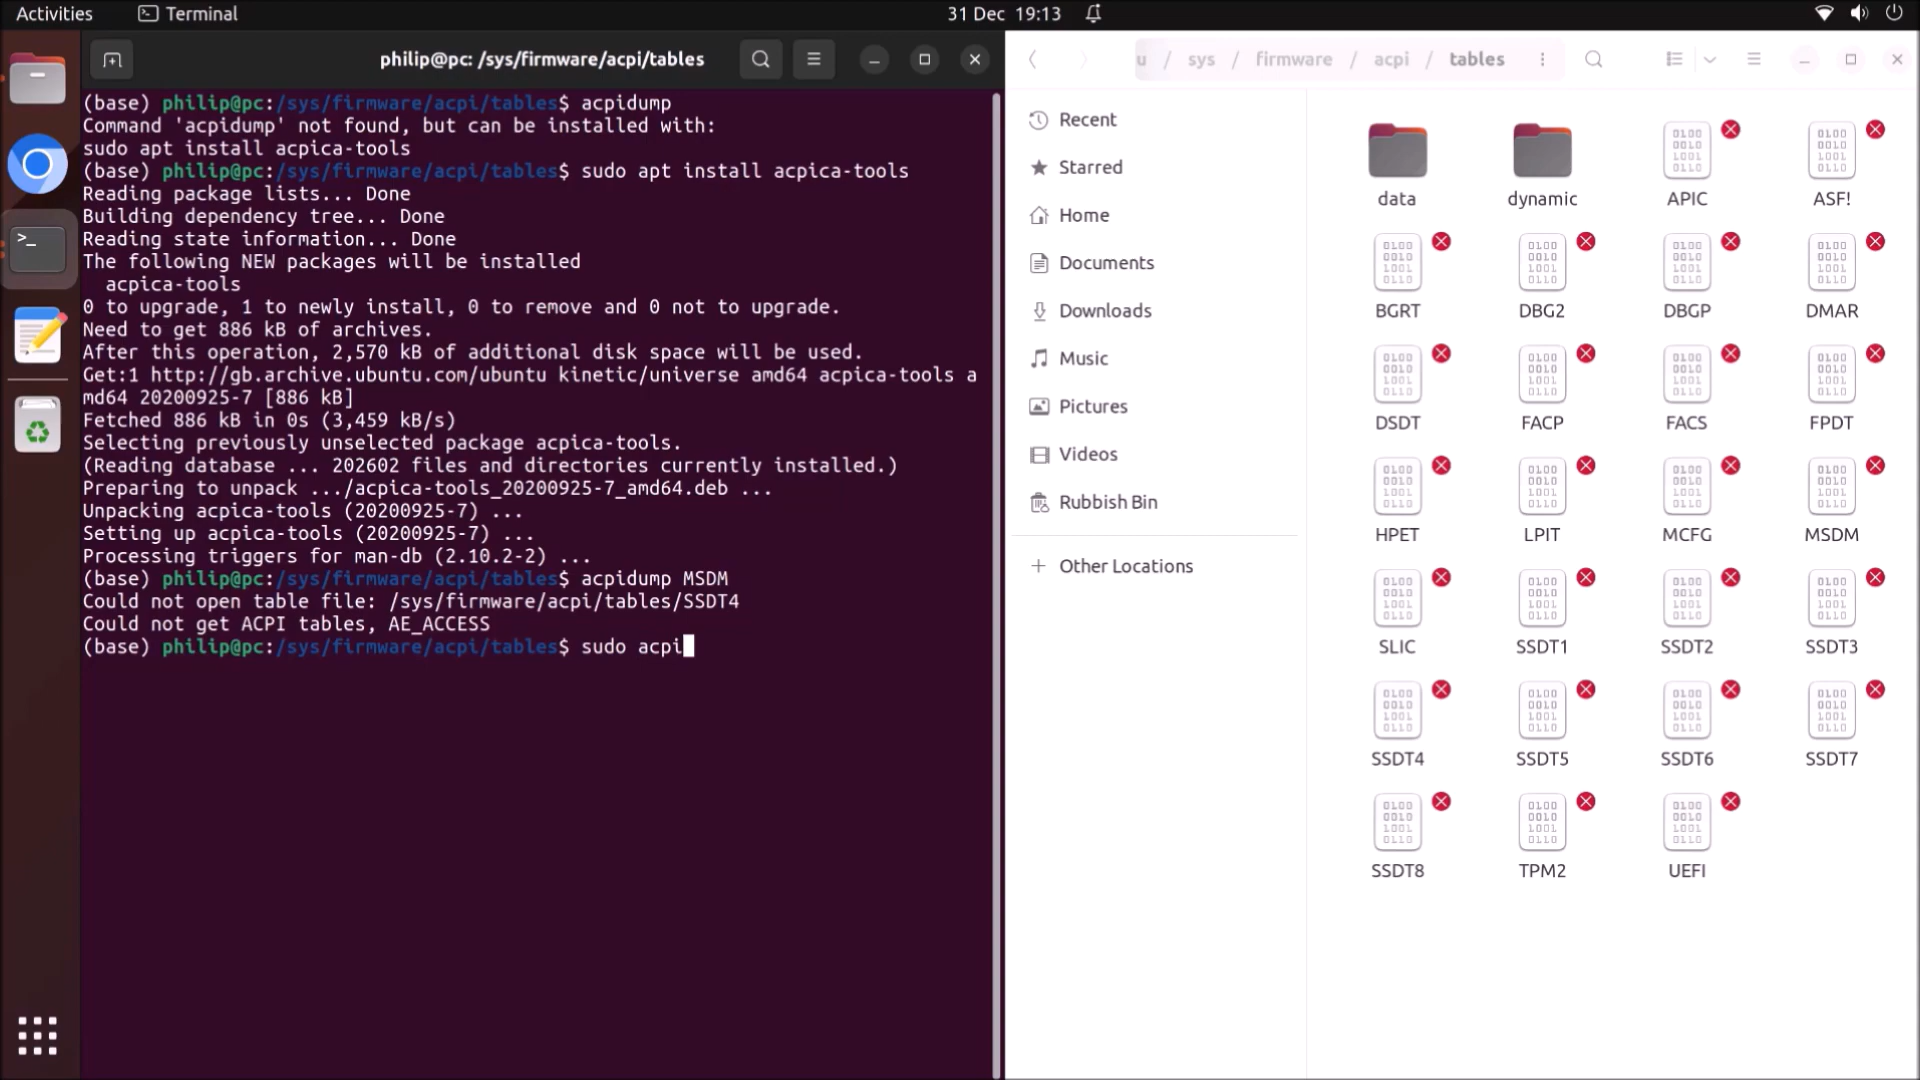 Activities
Terminal
31 Dec 19:13
philip@pc: /sys/firmware/acpi/tables
(base) philip@pc:/sys/firmware/acpi/tables$ acpidump
Command 'acpidump' not found, but can be installed with:
sudo apt install acpica-tools
(base) philip@pc:/sys/firmware/acpi/tables$ sudo apt install acpica-tools
Reading package lists... Done
Building dependency tree... Done
Reading state information... Done
The following NEW packages will be installed
acpica-tools
0 to upgrade, 1 to newly install, 0 to remove and 0 not to upgrade.
Need to get 886 kB of archives.
After this operation, 2,570 kB of additional disk space will be used.
Get:1 http://gb.archive.ubuntu.com/ubuntu kinetic/universe amd64 acpica-tools a
md64 20200925-7 [886 kB]
Fetched 886 kB in 0s (3,459 kB/s)
Selecting previously unselected package acpica-tools.
(Reading database ... 202602 files and directories currently installed.)
Preparing to unpack .../acpica-tools_20200925-7_amd64.deb ...
Unpacking acpica-tools (20200925-7) ...
Setting up acpica-tools (20200925-7) ...
Processing triggers for man-db (2.10.2-2) ...
(base) philip@pc:/sys/firmware/acpi/tables$ acpidump MSDM
Could not open table file: /sys/firmware/acpi/tables/SSDT4
Could not get ACPI tables, AE_ACCESS
(base) philip@pc:/sys/firmware/acpi/tables$ sudo acpi
u / sys / firmware / acpi / tables
Recent
Starred
Home
Documents
Downloads
Music
Pictures
Videos
Rubbish Bin
+ Other Locations
data dynamic APIC ASF!
BGRT DBG2 DBGP DMAR
DSDT FACP FACS FPDT
HPET LPIT MCFG MSDM
SLIC SSDT1 SSDT2 SSDT3
SSDT4 SSDT5 SSDT6 SSDT7
SSDT8 TPM2 UEFI